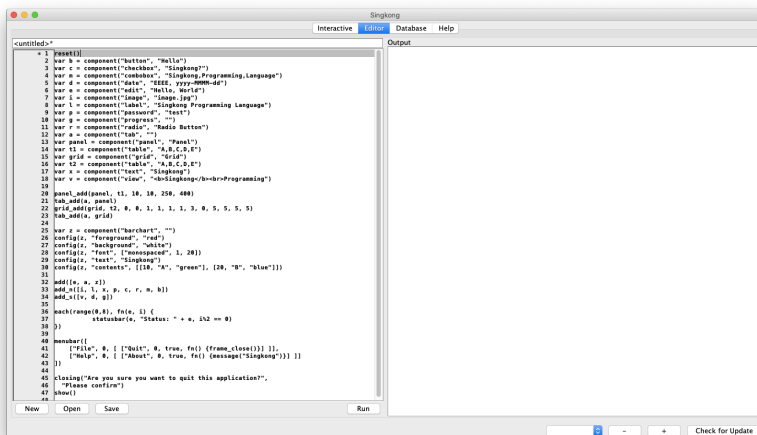 Singkong
Interactive Editor Database Help
<untitled>*
Output
* 1 reset()
2 var b = component("button", "Hello")
3 var c = component("checkbox", "Singkong?")
4 var m = component("combobox", "Singkong,Programming,Language")
5 var d = component("date", "EEEE, yyyy-MMMM-dd")
6 var e = component("edit", "Hello, World")
7 var i = component("image", "image.jpg")
8 var l = component("label", "Singkong Programming Language")
9 var p = component("password", "test")
10 var g = component("progress", "")
11 var r = component("radio", "Radio Button")
12 var a = component("tab", "")
13 var panel = component("panel", "Panel")
14 var t1 = component("table", "A,B,C,D,E")
15 var grid = component("grid", "Grid")
16 var t2 = component("table", "A,B,C,D,E")
17 var x = component("text", "Singkong")
18 var v = component("view", "<b>Singkong</b><br>Programming")
19
20 panel_add(panel, t1, 10, 10, 250, 400)
21 tab_add(a, panel)
22 grid_add(grid, t2, 0, 0, 1, 1, 1, 1, 3, 0, 5, 5, 5, 5)
23 tab_add(a, grid)
24
25 var z = component("barchart", "")
26 config(z, "foreground", "red")
27 config(z, "background", "white")
28 config(z, "font", ["monospaced", 1, 20])
29 config(z, "text", "Singkong")
30 config(z, "contents", [[10, "A", "green"], [20, "B", "blue"]])
31
32 add([e, a, z])
33 add_n([i, l, x, p, c, r, m, b])
34 add_s([v, d, g])
35
36 each(range(0,8), fn(e, i) {
37 statusbar(e, "Status: " + e, i%2 == 0)
38 })
39
40 menubar([
41 ["File", 0, [ ["Quit", 0, true, fn() {frame_close()}] ]],
42 ["Help", 0, [ ["About", 0, true, fn() {message("Singkong")}] ]]
43 ])
44
45 closing("Are you sure you want to quit this application?",
46 "Please confirm")
47 show()
48
New Open Save Run
- + Check for Update